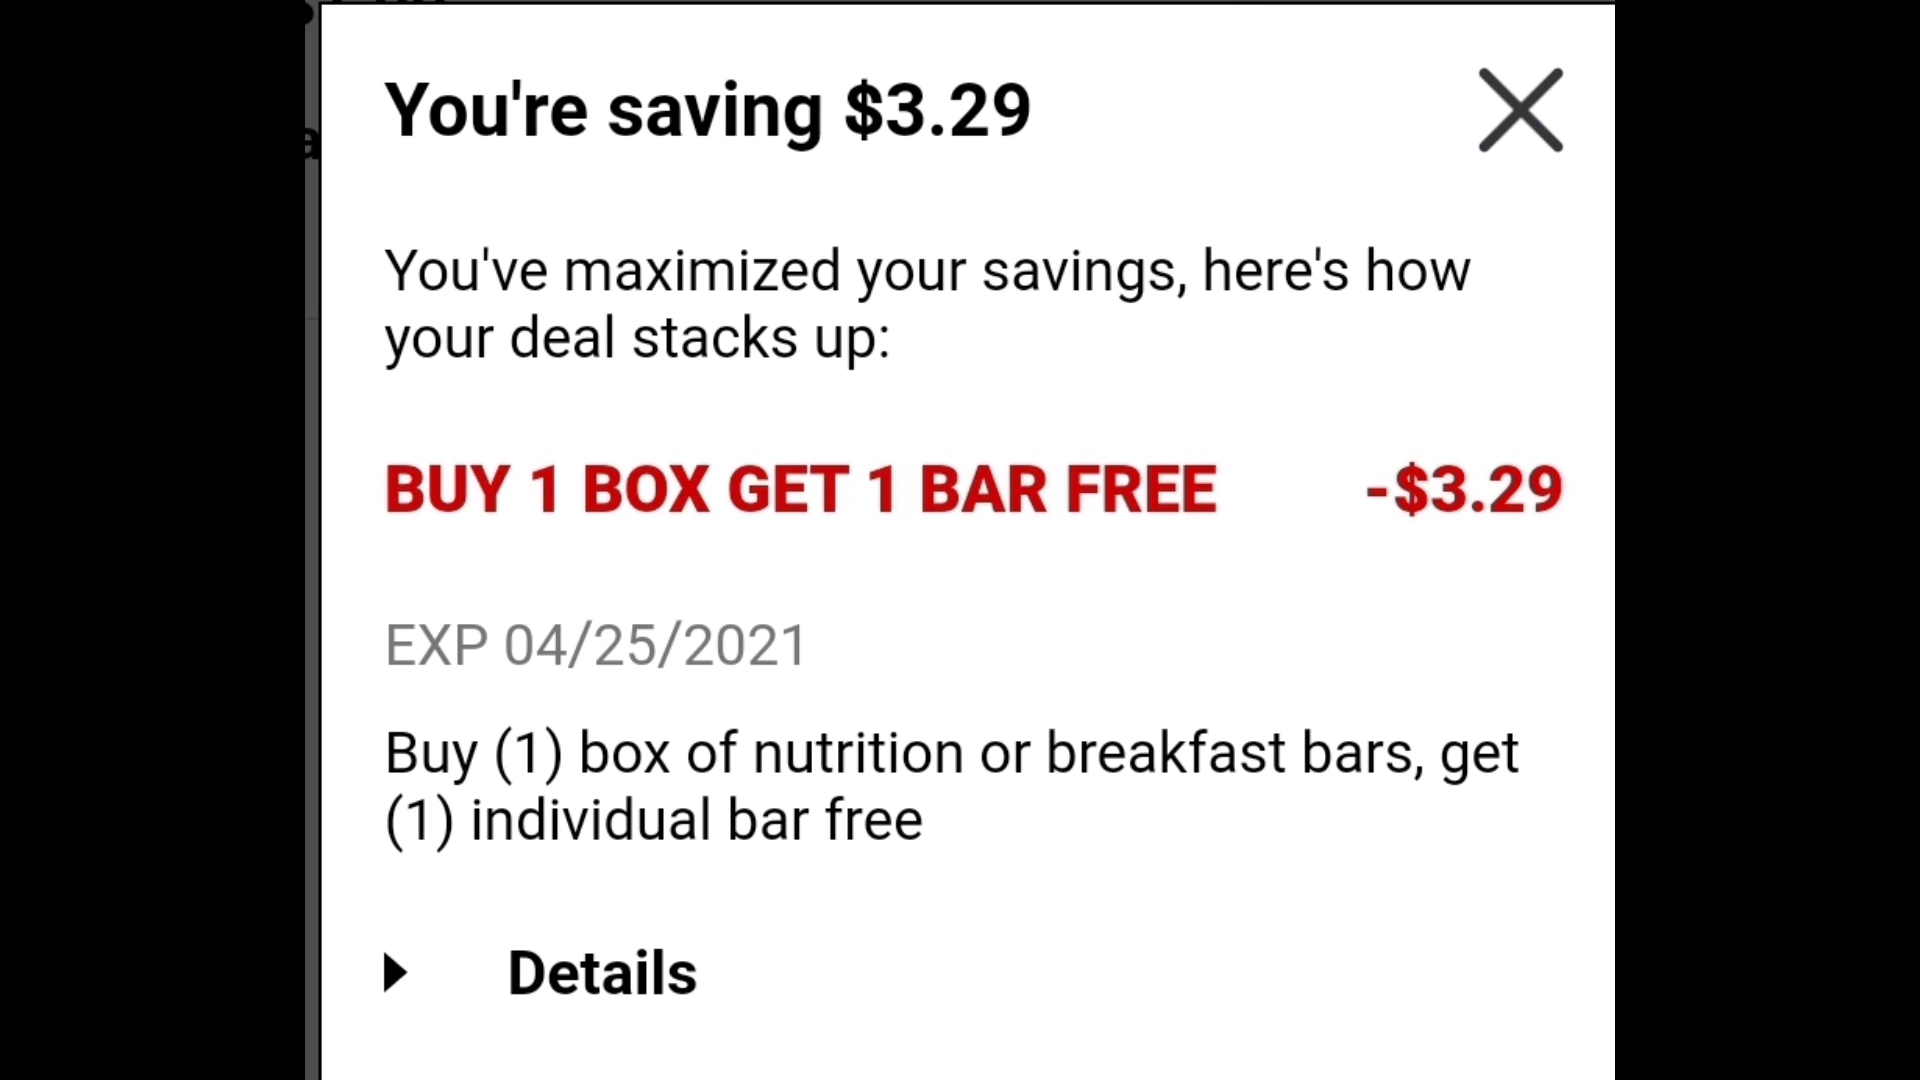 You're saving $3.29
You've maximized your savings, here's how
your deal stacks up:
BUY 1 BOX GET 1 BAR FREE -$3.29
EXP 04/25/2021
Buy (1) box of nutrition or breakfast bars, get
(1) individual bar free
Details